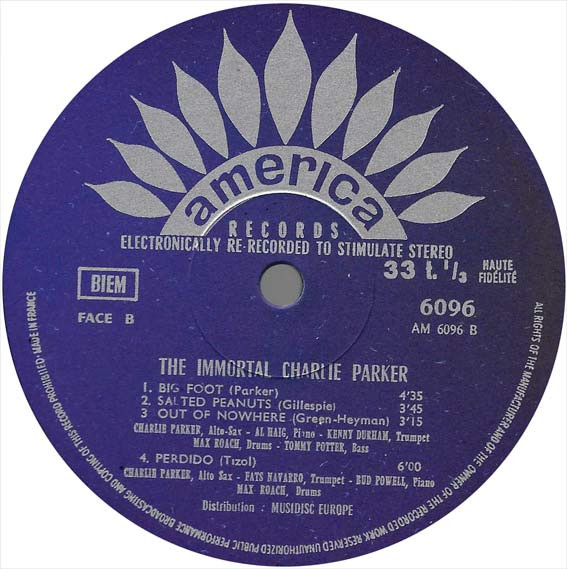 america
RECORDS
ELECTRONICALLY RE-RECORDED TO STIMULATE STEREO
33 t.1/3 HAUTE
FIDÉLITÉ
BIEM
FACE B
6096
AM 6096 B
THE IMMORTAL CHARLIE PARKER
1. BIG FOOT (Parker) 4'35
2. SALTED PEANUTS (Gillespie) 3'45
3 OUT OF NOWHERE (Green-Heyman) 3'15
CHARLIE PARKER, Alto-Sax - AL HAIG, Piano - KENNY DURHAM, Trumpet
MAX ROACH, Drums - TOMMY POTTER, Bass
4. PERDIDO (Tizol) 6'00
CHARLIE PARKER, Alto Sax - FATS NAVARRO, Trumpet - BUD POWELL, Piano
MAX ROACH, Drums
Distribution : MUSIDISC EUROPE
ALL RIGHTS OF THE MANUFACTURER AND OF THE OWNER OF THE RECORDED WORK RESERVED UNAUTHORIZED PUBLIC PERFORMANCE BROADCASTING AND COPYING OF THIS RECORD PROHIBITED - MADE IN FRANCE